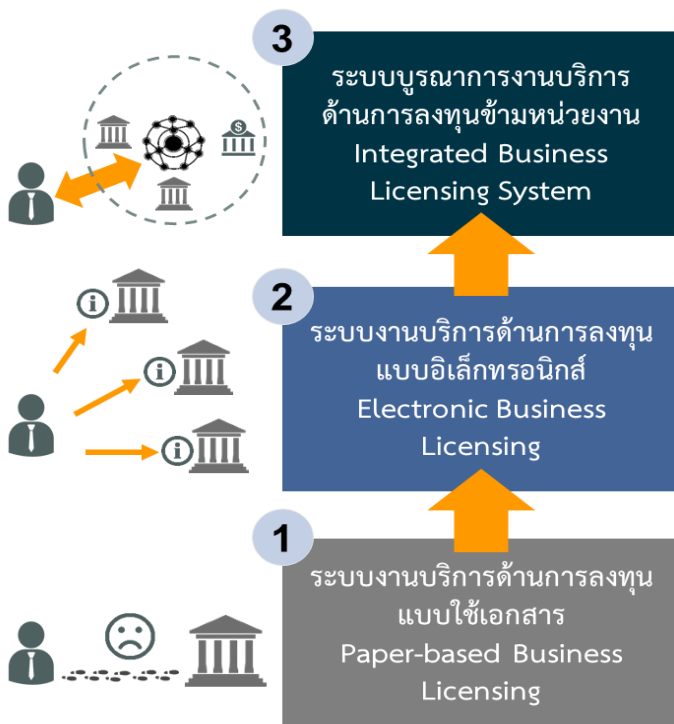 3
ระบบบูรณาการงานบริการ
ด้านการลงทุนข้ามหน่วยงาน
Integrated Business
Licensing System
2
ระบบงานบริการด้านการลงทุน
แบบอิเล็กทรอนิกส์
Electronic Business
Licensing
1
ระบบงานบริการด้านการลงทุน
แบบใช้เอกสาร
Paper-based Business
Licensing
$
i
i
i